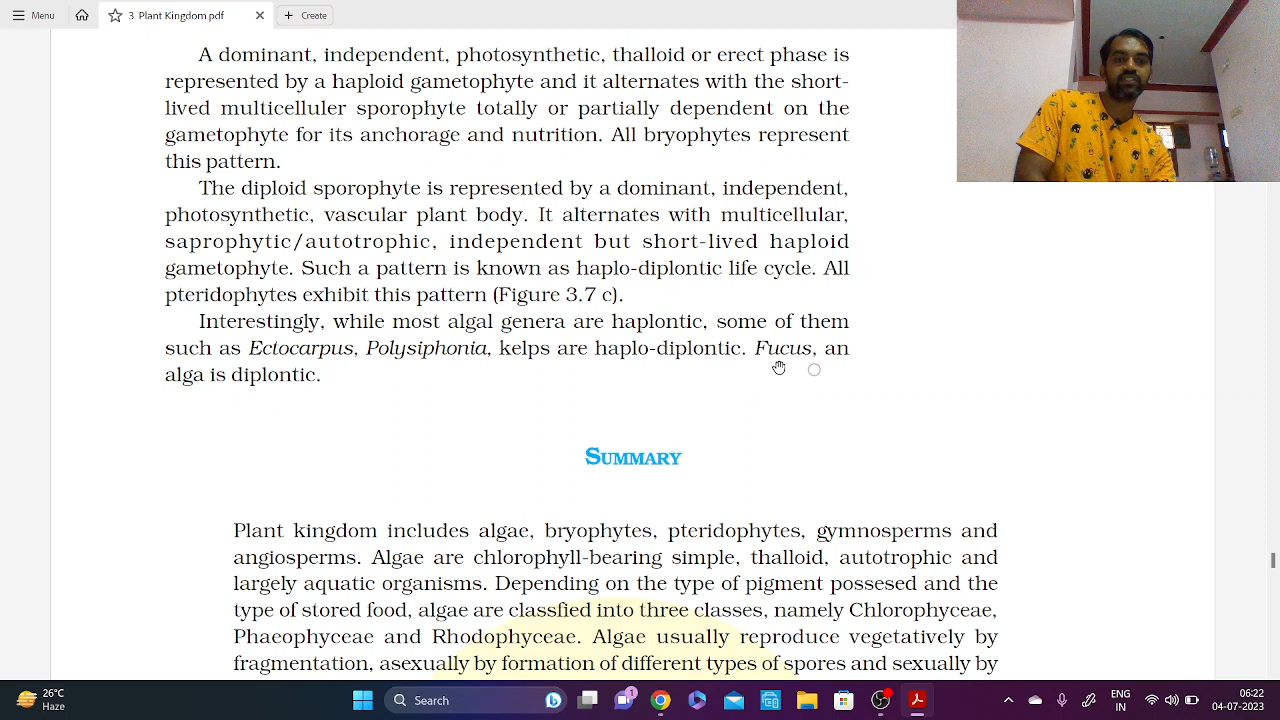 Menu
3. Plant Kingdom.pdf
Create
A dominant, independent, photosynthetic, thalloid or erect phase is
represented by a haploid gametophyte and it alternates with the short-
lived multicelluler sporophyte totally or partially dependent on the
gametophyte for its anchorage and nutrition. All bryophytes represent
this pattern.
The diploid sporophyte is represented by a dominant, independent,
photosynthetic, vascular plant body. It alternates with multicellular,
saprophytic/autotrophic, independent but short-lived haploid
gametophyte. Such a pattern is known as haplo-diplontic life cycle. All
pteridophytes exhibit this pattern (Figure 3.7 c).
Interestingly, while most algal genera are haplontic, some of them
such as Ectocarpus, Polysiphonia, kelps are haplo-diplontic. Fucus, an
alga is diplontic.
SUMMARY
Plant kingdom includes algae, bryophytes, pteridophytes, gymnosperms and
angiosperms. Algae are chlorophyll-bearing simple, thalloid, autotrophic and
largely aquatic organisms. Depending on the type of pigment possesed and the
type of stored food, algae are classfied into three classes, namely Chlorophyceae,
Phaeophyceae and Rhodophyceae. Algae usually reproduce vegetatively by
fragmentation, asexually by formation of different types of spores and sexually by
26°C
Haze
Search
1
ENG
IN
06:22
04-07-2023